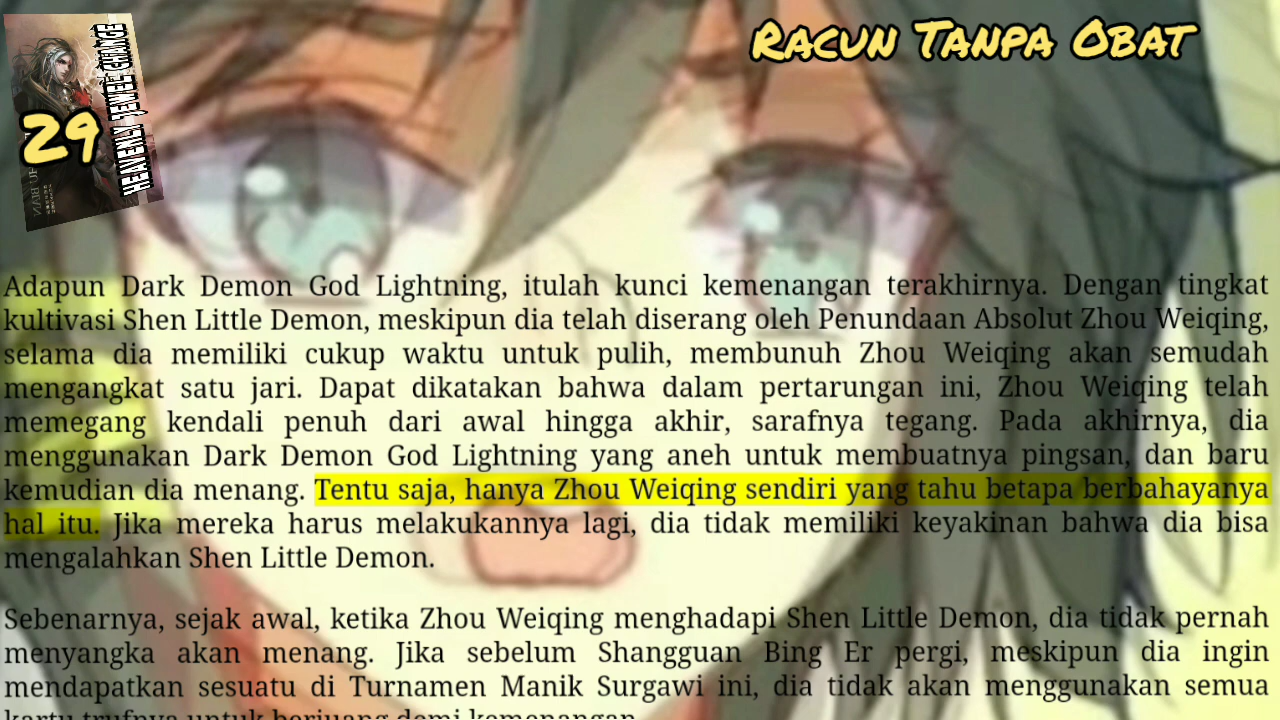 Racun Tanpa Obat
HEAVENLY JEWEL CHANGE
29
Adapun Dark Demon God Lightning, itulah kunci kemenangan terakhirnya. Dengan tingkat
kultivasi Shen Little Demon, meskipun dia telah diserang oleh Penundaan Absolut Zhou Weiqing,
selama dia memiliki cukup waktu untuk pulih, membunuh Zhou Weiqing akan semudah
mengangkat satu jari. Dapat dikatakan bahwa dalam pertarungan ini, Zhou Weiqing telah
memegang kendali penuh dari awal hingga akhir, sarafnya tegang. Pada akhirnya, dia
menggunakan Dark Demon God Lightning yang aneh untuk membuatnya pingsan, dan baru
kemudian dia menang. Tentu saja, hanya Zhou Weiqing sendiri yang tahu betapa berbahayanya
hal itu. Jika mereka harus melakukannya lagi, dia tidak memiliki keyakinan bahwa dia bisa
mengalahkan Shen Little Demon.
Sebenarnya, sejak awal, ketika Zhou Weiqing menghadapi Shen Little Demon, dia tidak pernah
menyangka akan menang. Jika sebelum Shangguan Bing Er pergi, meskipun dia ingin
mendapatkan sesuatu di Turnamen Manik Surgawi ini, dia tidak akan menggunakan semua
kartu trufnya untuk berjuang demi kemenangan.